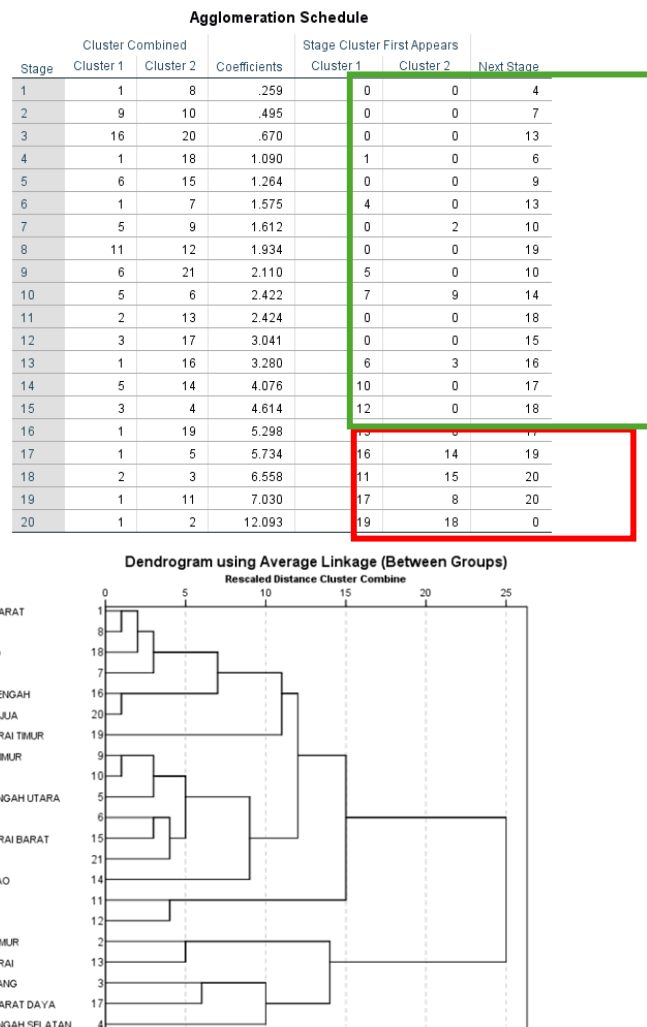 Agglomeration Schedule
Cluster Combined Stage Cluster First Appears
Stage Cluster 1 Cluster 2 Coefficients Cluster 1 Cluster 2 Next Stage
1 1 8 .259 0 0 4
2 9 10 .495 0 0 7
3 16 20 .670 0 0 13
4 1 18 1.090 1 0 6
5 6 15 1.264 0 0 9
6 1 7 1.575 4 0 13
7 5 9 1.612 0 2 10
8 11 12 1.934 0 0 19
9 6 21 2.110 5 0 10
10 5 6 2.422 7 9 14
11 2 13 2.424 0 0 18
12 3 17 3.041 0 0 15
13 1 16 3.280 6 3 16
14 5 14 4.076 10 0 17
15 3 4 4.614 12 0 18
16 1 19 5.298 13 0 17
17 1 5 5.734 16 14 19
18 2 3 6.558 11 15 20
19 1 11 7.030 17 8 20
20 1 2 12.093 19 18 0
Dendrogram using Average Linkage (Between Groups)
Rescaled Distance Cluster Combine
0 5 10 15 20 25
ARAT 1
8
18
7
ENGAH 16
JUA 20
RAI TIMUR 19
IMUR 9
10
NGAH UTARA 5
6
RAI BARAT 15
21
AO 14
11
12
MUR 2
RAI 13
ANG 3
ARAT DAYA 17
NGAH SELATAN 4